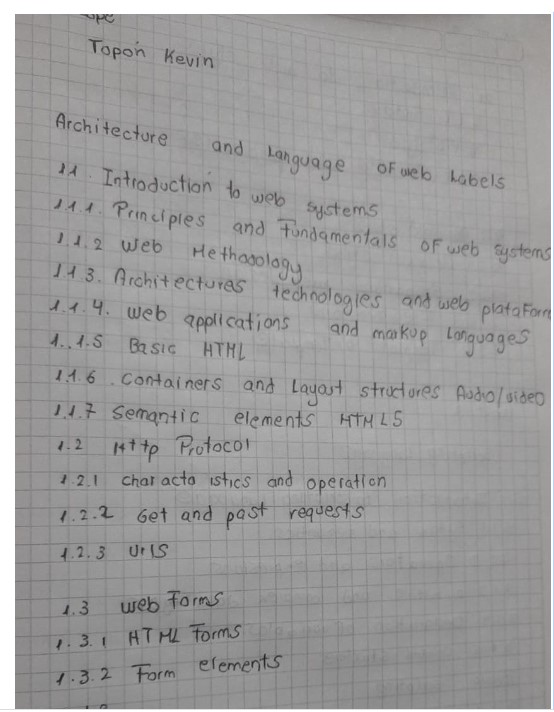 Topon Kevin
Architecture and Language of web Labels
1.1. Introduction to web systems
1.1.1. Principles and Fundamentals of web systems
1.1.2 Web Methodology
1.1.3. Architectures technologies and web plataForm
1.1.4. Web applications and markup Languages
1.1.5 Basic HTML
1.1.6. Containers and Layout structures Audio/video
1.1.7 Semantic elements HTML5
1.2 Http Protocol
1.2.1 characte istics and operation
1.2.2 Get and past requests
1.2.3 Urls
1.3 Web Forms
1.3.1 HTML Forms
1.3.2 Form elements